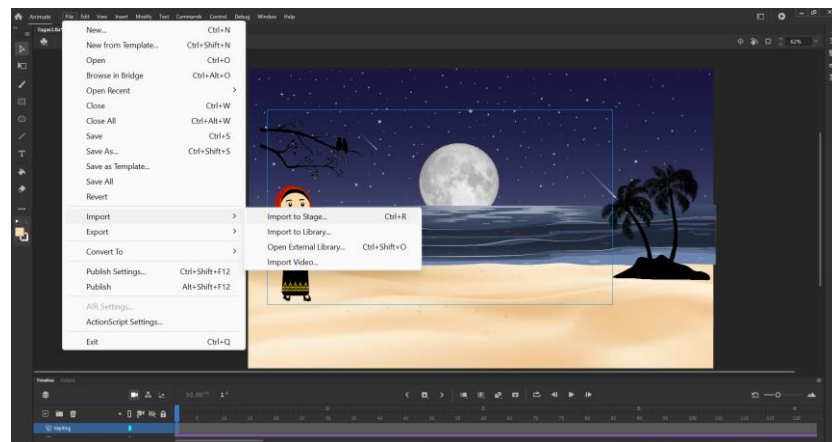 Animate File Edit View Insert Modify Text Commands Control Debug Window Help
62%
New... Ctrl+N
New from Template... Ctrl+Shift+N
Open Ctrl+O
Browse in Bridge Ctrl+Alt+O
Open Recent
Close Ctrl+W
Close All Ctrl+Alt+W
Save Ctrl+S
Save As... Ctrl+Shift+S
Save as Template...
Save All
Revert
Import
Export
Convert To
Publish Settings... Ctrl+Shift+F12
Publish Alt+Shift+F12
AIR Settings...
ActionScript Settings...
Exit Ctrl+Q
Import to Stage... Ctrl+R
Import to Library...
Open External Library... Ctrl+Shift+O
Import Video...
Timeline Output